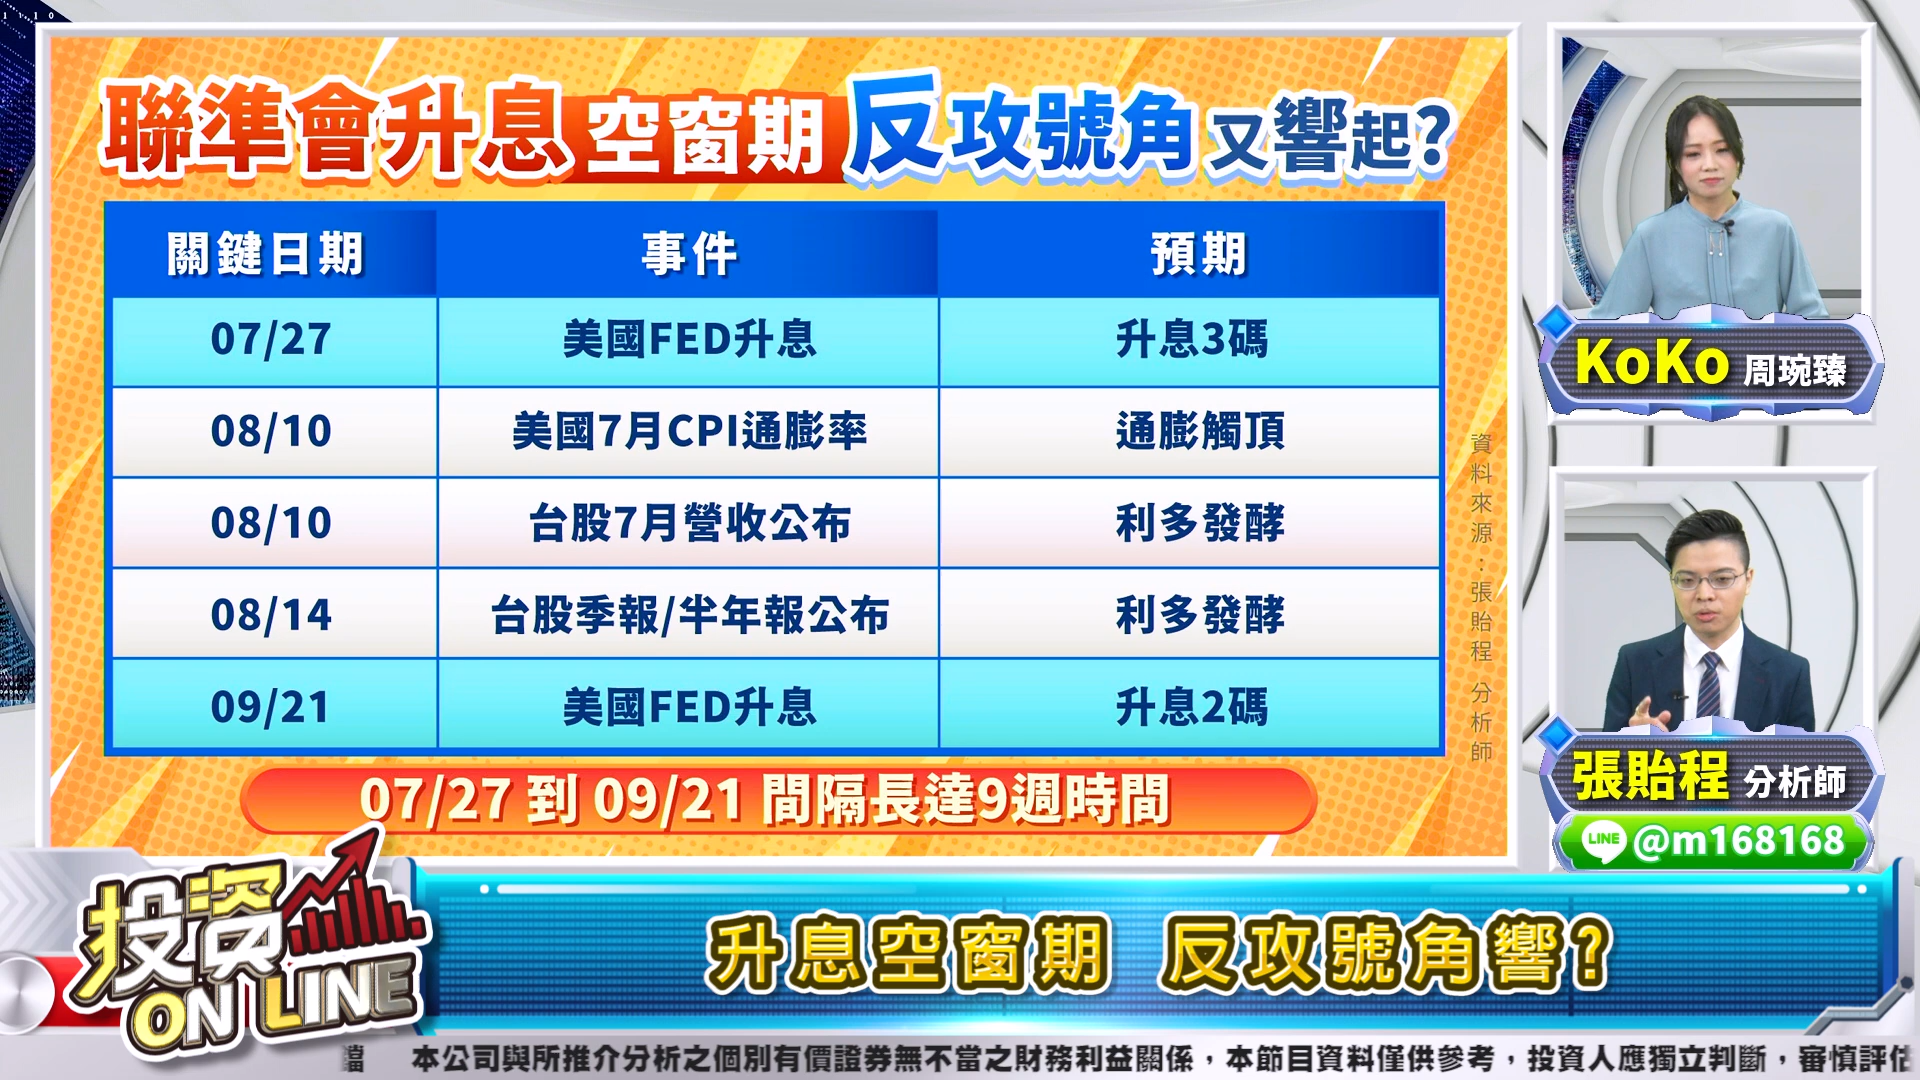 聯準會升息空窗期 反攻號角又響起?
關鍵日期 事件 預期
07/27 美國FED升息 升息3碼
08/10 美國7月CPI通膨率 通膨觸頂
08/10 台股7月營收公布 利多發酵
08/14 台股季報/半年報公布 利多發酵
09/21 美國FED升息 升息2碼
07/27 到 09/21 間隔長達9週時間
資料來源:張貽程 分析師
KoKo 周琬臻
張貽程 分析師
LINE @m168168
投資 ON LINE
升息空窗期 反攻號角響?
本公司與所推介分析之個別有價證券無不當之財務利益關係,本節目資料僅供參考,投資人應獨立判斷,審慎評估